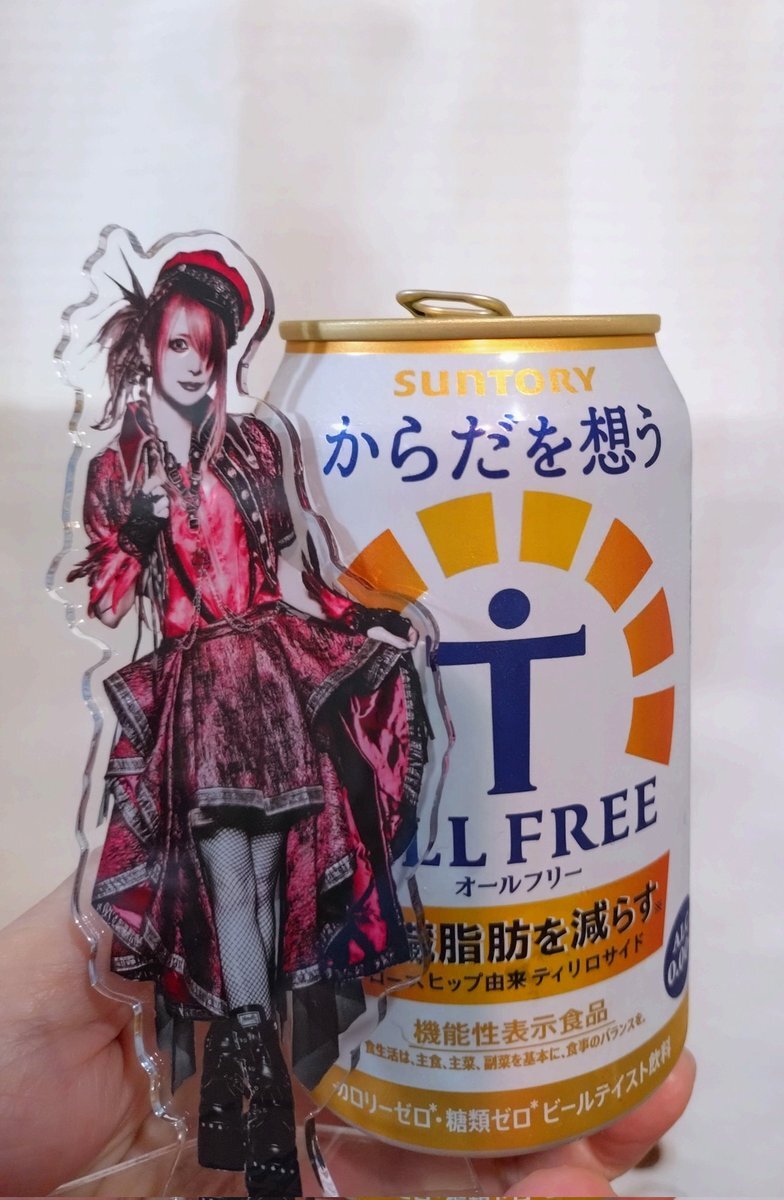 SUNTORY
からだを想う
LL FREE
オールフリー
脂肪を減らす※
ローズヒップ由来 ティリロサイド
機能性表示食品
食生活は、主食、主菜、副菜を基本に、食事のバランスを。
カロリーゼロ*・糖類ゼロ* ビールテイスト飲料